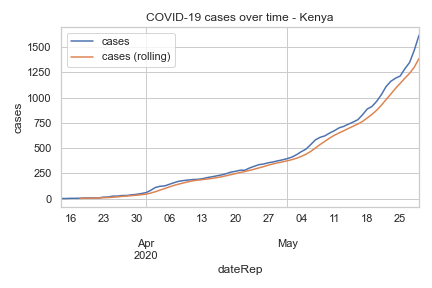 COVID-19 cases over time - Kenya
cases
cases (rolling)
1500
1250
1000
750
500
250
0
cases
16 23 30 06 13 20 27 04 11 18 25
Apr May
2020
dateRep